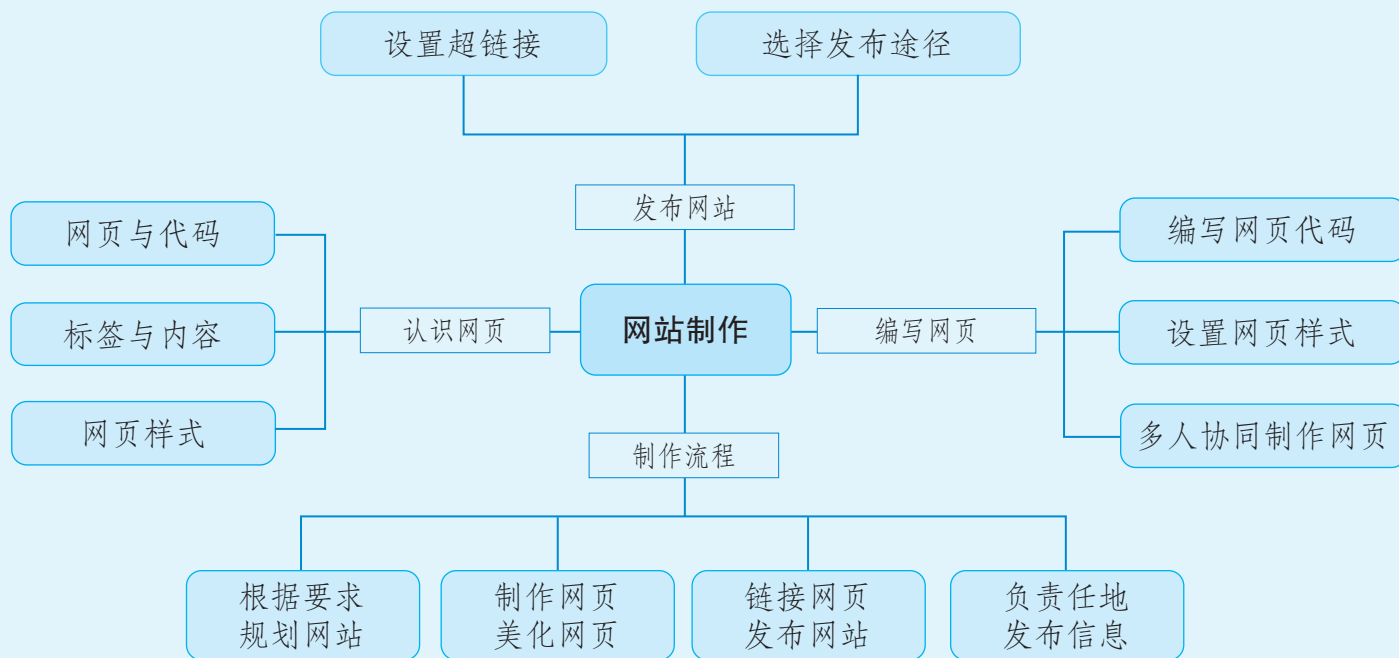 设置超链接
选择发布途径
发布网站
网页与代码
标签与内容
网页样式
认识网页
网站制作
编写网页
编写网页代码
设置网页样式
多人协同制作网页
制作流程
根据要求
规划网站
制作网页
美化网页
链接网页
发布网站
负责任地
发布信息